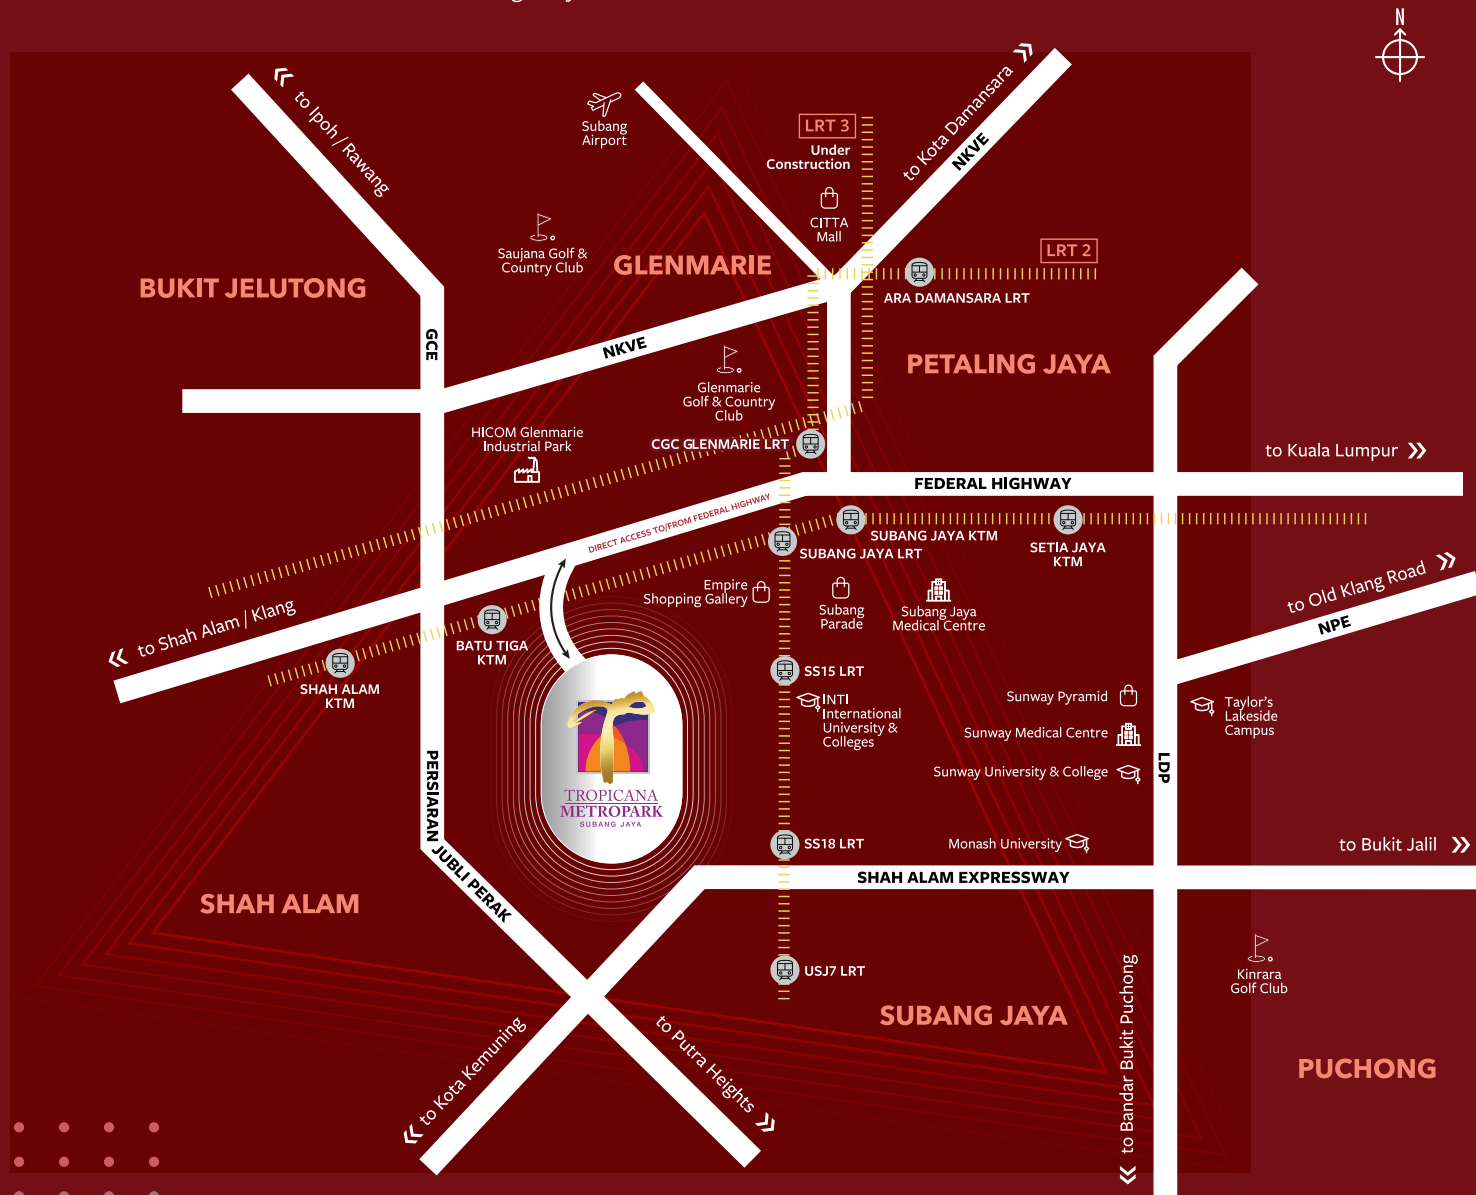 N
to Ipoh / Rawang
Subang
Airport
LRT 3
Under
Construction
to Kota Damansara
NKVE
CITTA
Mall
Saujana Golf &
Country Club
GLENMARIE
LRT 2
BUKIT JELUTONG
ARA DAMANSARA LRT
GCE
NKVE
PETALING JAYA
Glenmarie
Golf & Country
Club
HICOM Glenmarie
Industrial Park
CGC GLENMARIE LRT
to Kuala Lumpur
FEDERAL HIGHWAY
DIRECT ACCESS TO/FROM FEDERAL HIGHWAY
SUBANG JAYA KTM
SUBANG JAYA LRT
SETIA JAYA
KTM
Empire
Shopping Gallery
Subang
Parade
Subang Jaya
Medical Centre
to Old Klang Road
NPE
to Shah Alam / Klang
BATU TIGA
KTM
SHAH ALAM
KTM
SS15 LRT
INTI
International
University &
Colleges
Sunway Pyramid
Sunway Medical Centre
Sunway University & College
Taylor's
Lakeside
Campus
LDP
PERSIARAN JUBLI PERAK
TROPICANA
METROPARK
SUBANG JAYA
SS18 LRT
Monash University
to Bukit Jalil
SHAH ALAM EXPRESSWAY
SHAH ALAM
USJ7 LRT
Kinrara
Golf Club
SUBANG JAYA
to Kota Kemuning
to Putra Heights
to Bandar Bukit Puchong
PUCHONG